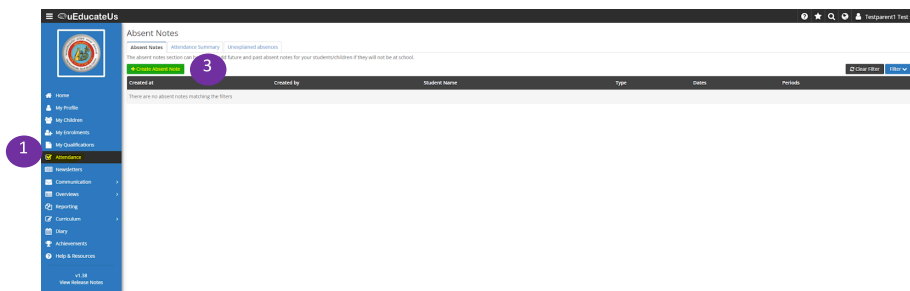 uEducateUs
Testparent1 Test
Absent Notes
Absent Notes Attendance Summary Unexplained absences
The absent notes section can be future and past absent notes for your students/children if they will not be at school.
+ Create Absent Note
3
Clear Filter Filter
Created at Created by Student Name Type Dates Periods
There are no absent notes matching the filters
Home
My Profile
My Children
My Enrolments
My Qualifications
1
Attendance
Newsletters
Communication
Overviews
Reporting
Curriculum
Diary
Achievements
Help & Resources
v1.38
View Release Notes